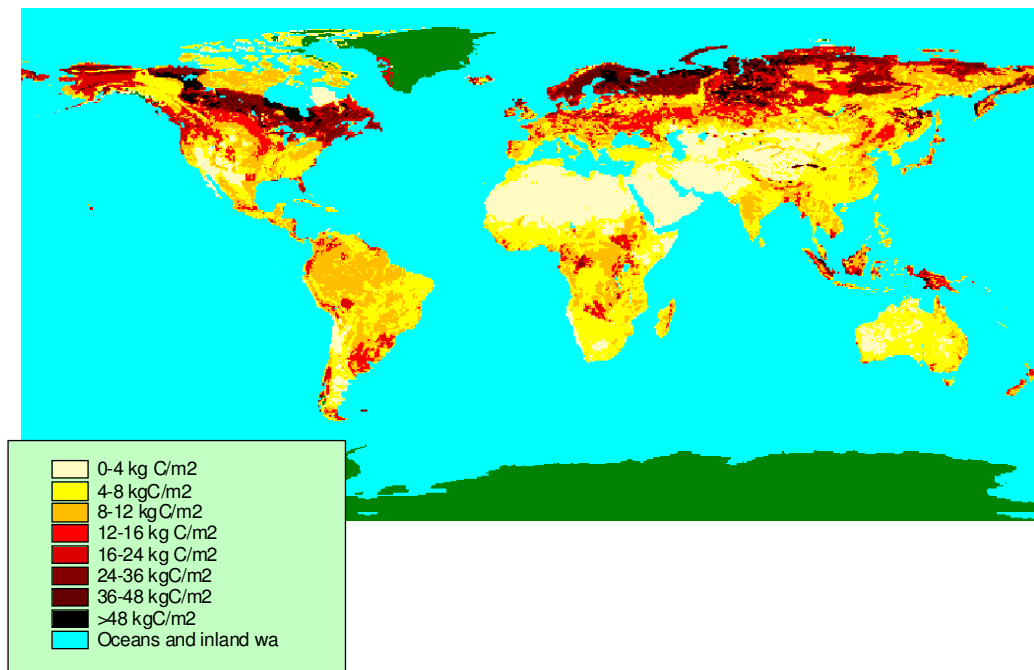 0-4 kg C/m2
4-8 kgC/m2
8-12 kgC/m2
12-16 kg C/m2
16-24 kg C/m2
24-36 kgC/m2
36-48 kgC/m2
>48 kgC/m2
Oceans and inland wa